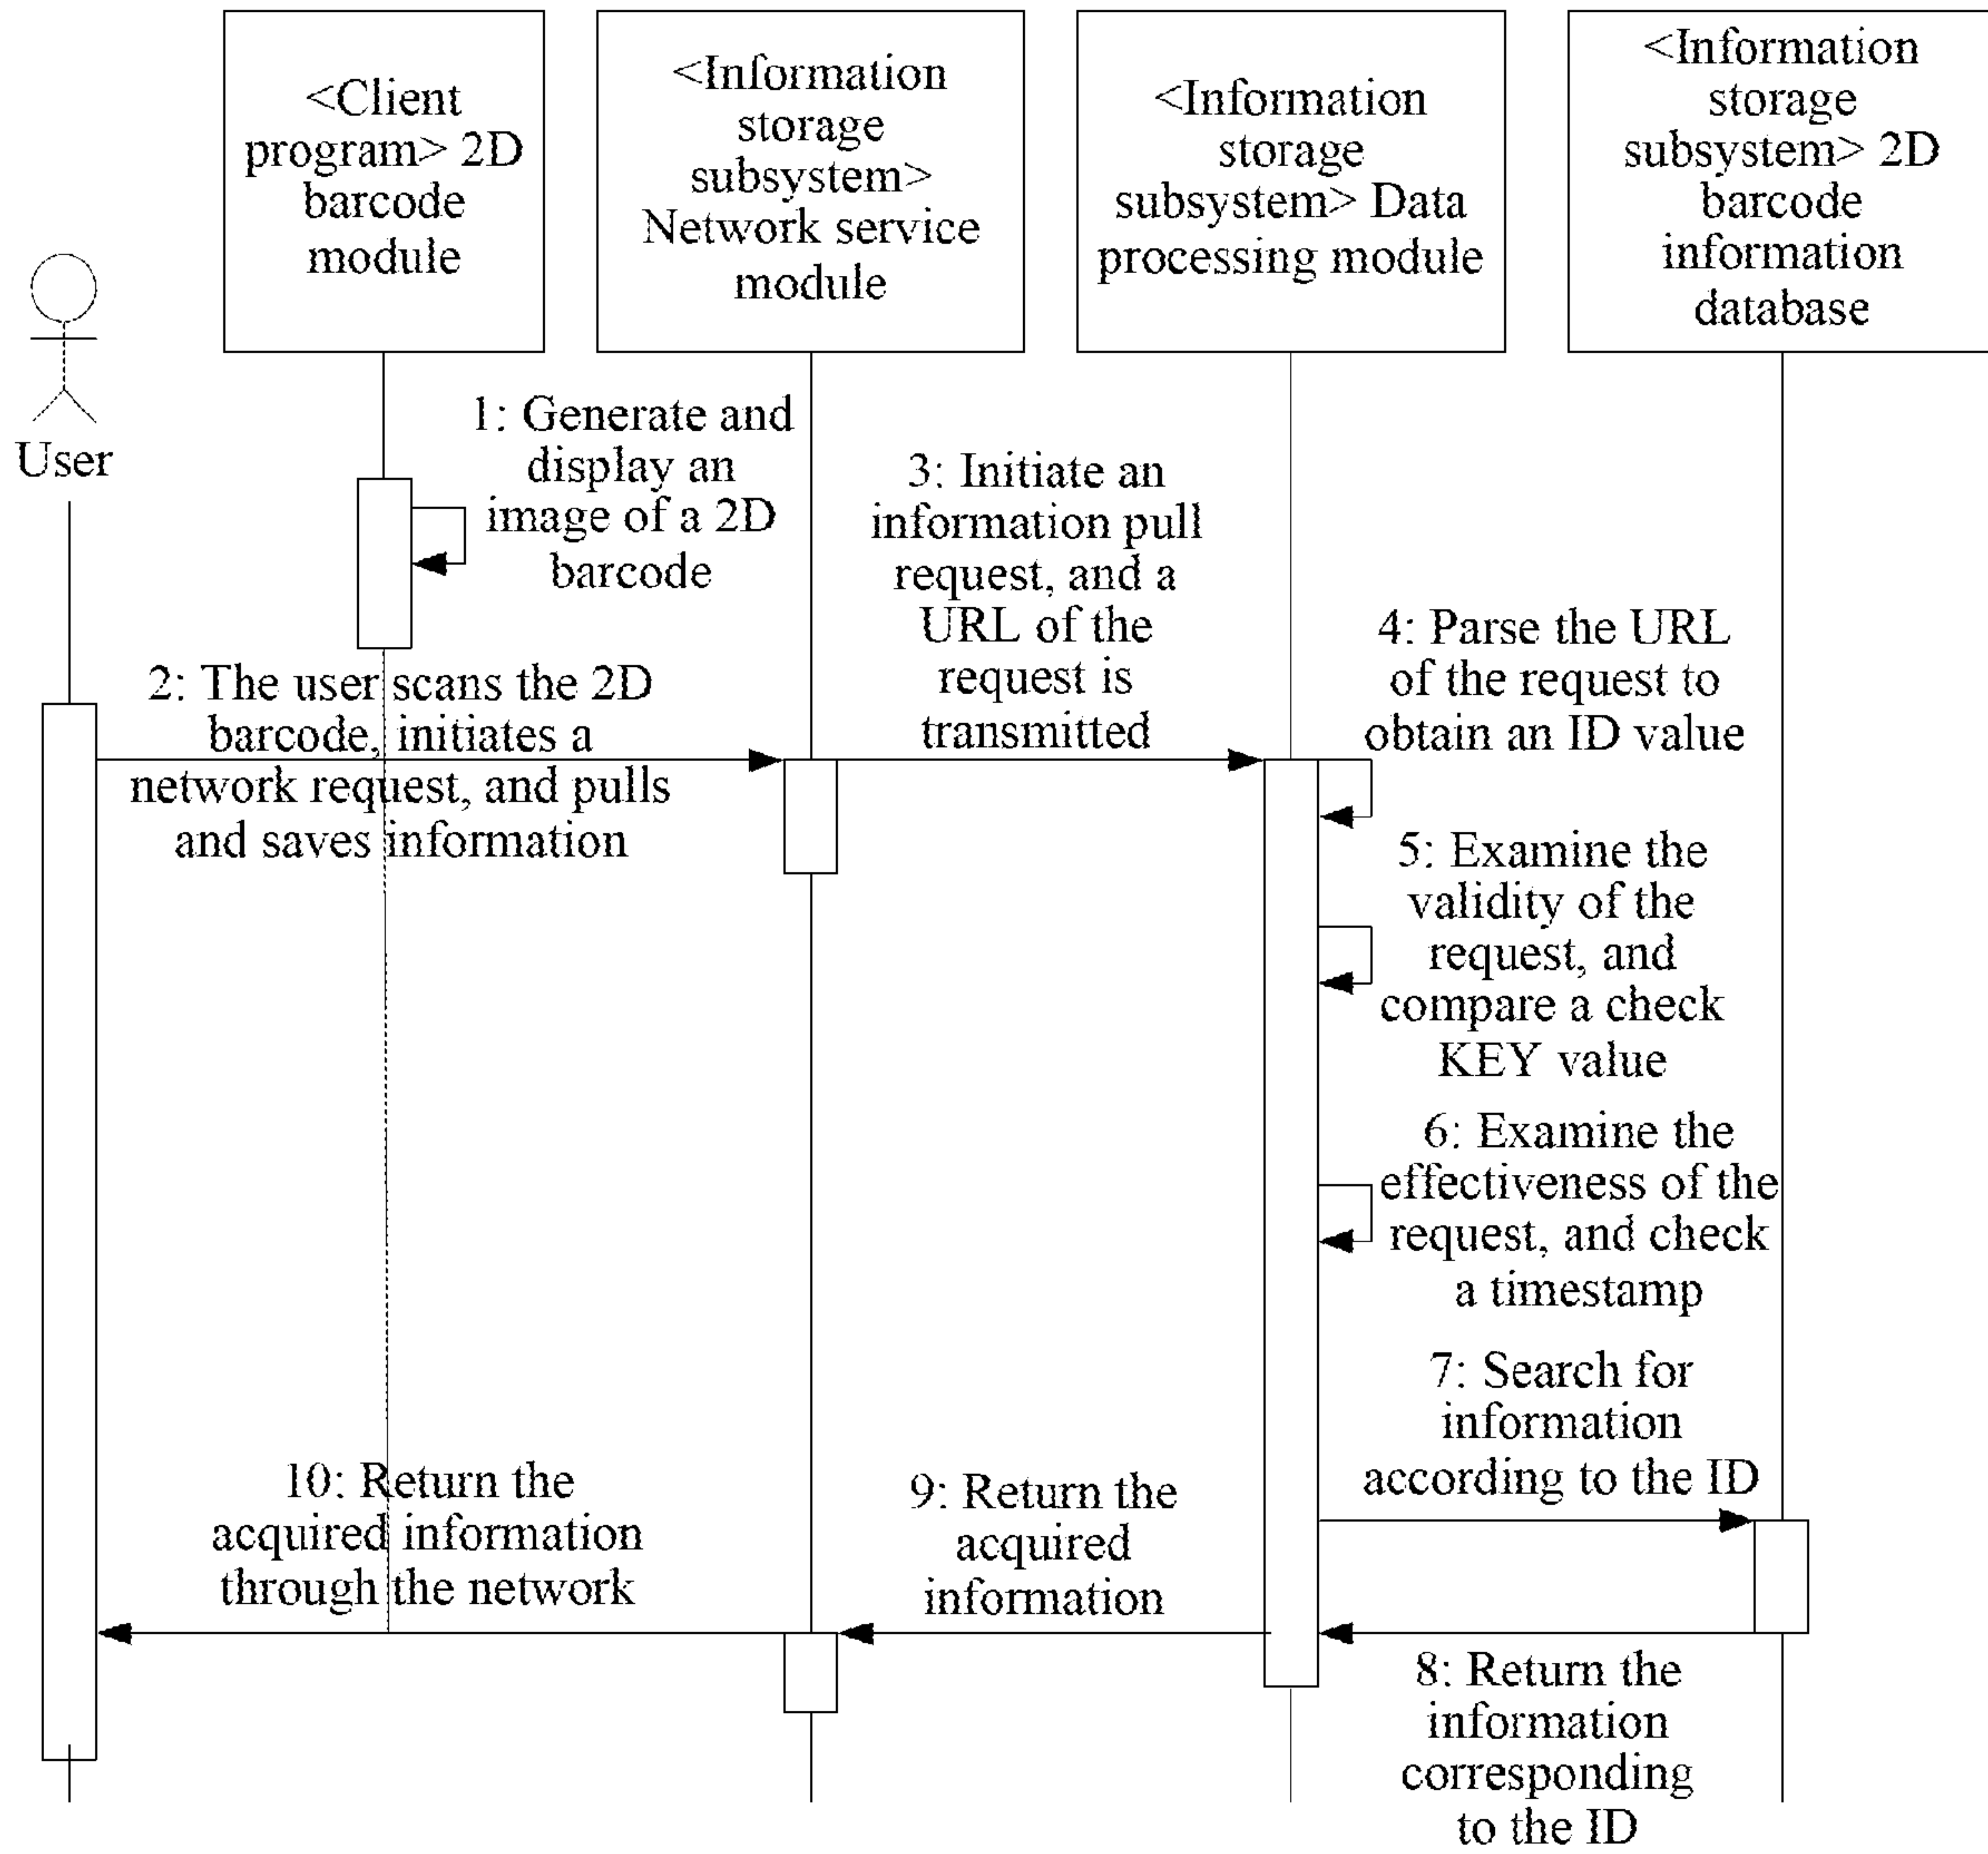 <Client
program> 2D
barcode
module
<Information
storage
subsystem>
Network service
module
<Information
storage
subsystem> Data
processing module
<Information
storage
subsystem> 2D
barcode
information
database
User
1: Generate and
display an
image of a 2D
barcode
2: The user scans the 2D
barcode, initiates a
network request, and pulls
and saves information
3: Initiate an
information pull
request, and a
URL of the
request is
transmitted
4: Parse the URL
of the request to
obtain an ID value
5: Examine the
validity of the
request, and
compare a check
KEY value
6: Examine the
effectiveness of the
request, and check
a timestamp
7: Search for
information
according to the ID
8: Return the
information
corresponding
to the ID
9: Return the
acquired
information
10: Return the
acquired information
through the network